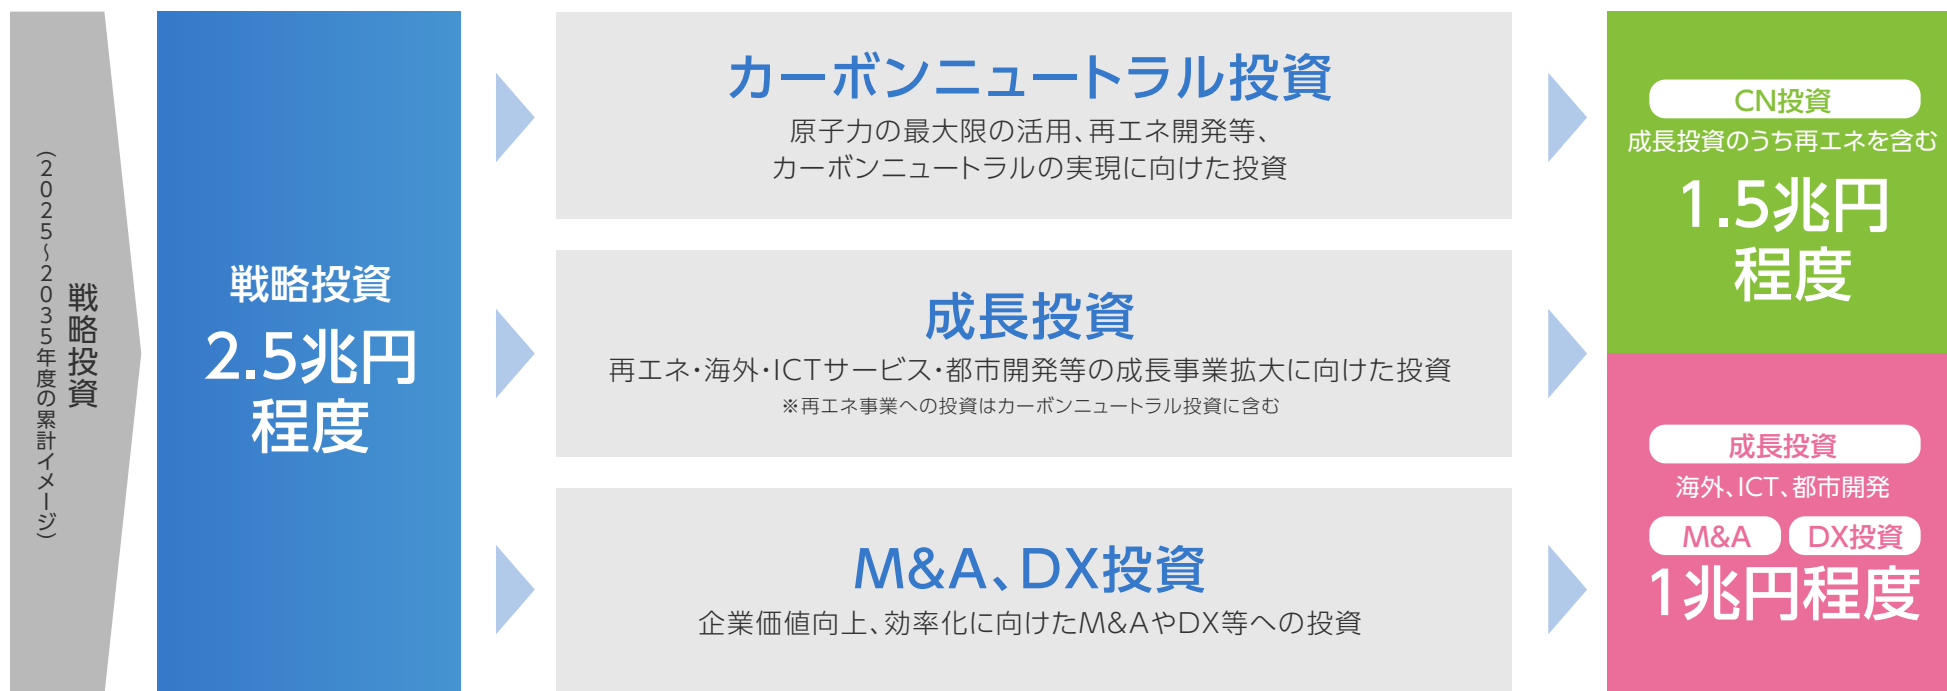 戦略投資
（2025～2035年度の累計イメージ）
戦略投資
2.5兆円
程度
カーボンニュートラル投資
原子力の最大限の活用、再エネ開発等、
カーボンニュートラルの実現に向けた投資
成長投資
再エネ・海外・ICTサービス・都市開発等の成長事業拡大に向けた投資
※再エネ事業への投資はカーボンニュートラル投資に含む
M&A、DX投資
企業価値向上、効率化に向けたM&AやDX等への投資
CN投資
成長投資のうち再エネを含む
1.5兆円
程度
成長投資
海外、ICT、都市開発
M&A DX投資
1兆円程度